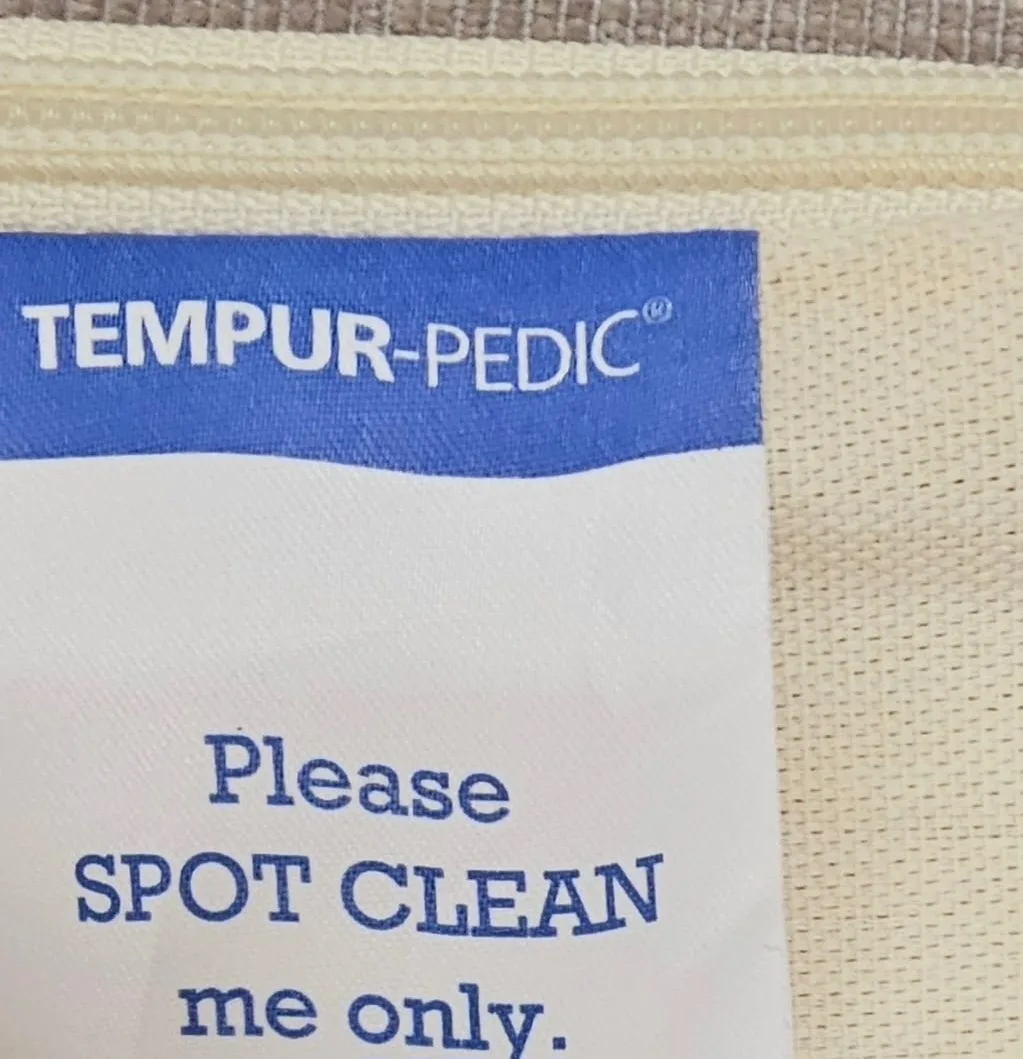 TEMPUR-PEDIC®
Please
SPOT CLEAN
me only.